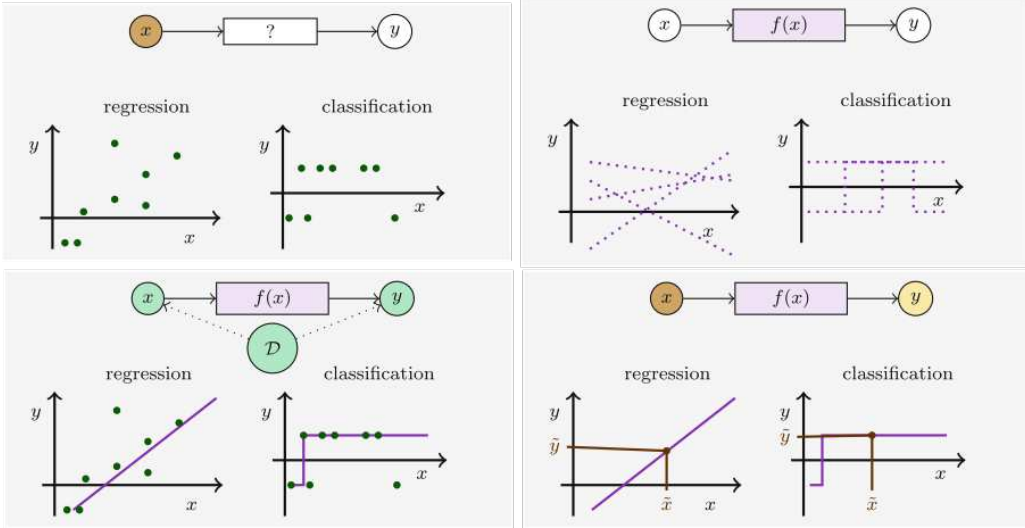 x ? y
regression classification
y y
x x
x f(x) y
regression classification
y y
x x
x f(x) y
𝒟
regression classification
y y
x x
x f(x) y
regression classification
y y
ỹ ỹ
x̃ x x̃ x